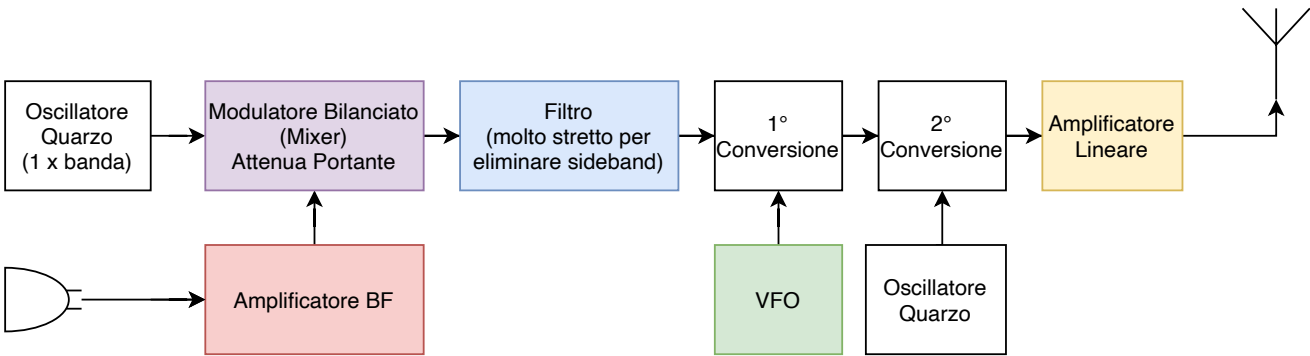 Oscillatore
Quarzo
(1 x banda)
Modulatore Bilanciato
(Mixer)
Attenua Portante
Filtro
(molto stretto per
eliminare sideband)
1°
Conversione
2°
Conversione
Amplificatore
Lineare
Amplificatore BF
VFO
Oscillatore
Quarzo